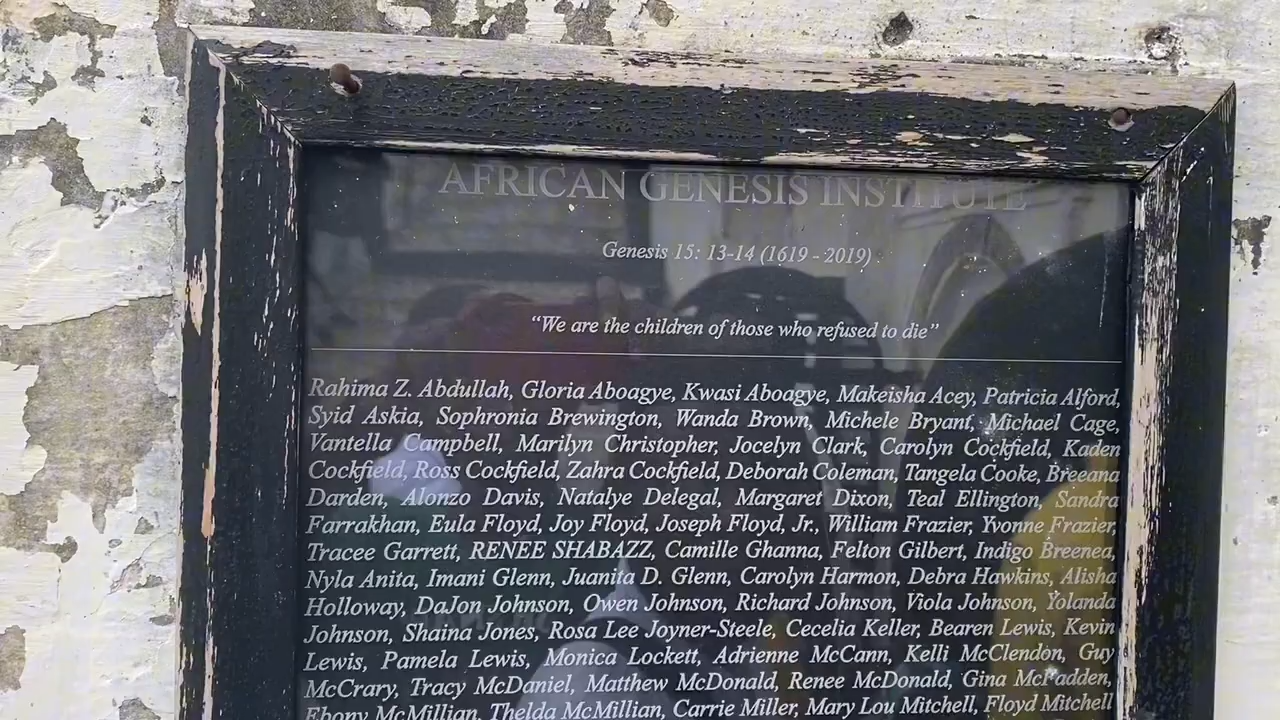 AFRICAN GENESIS INSTITUTE
Genesis 15: 13-14 (1619 - 2019)
“We are the children of those who refused to die”
Rahima Z. Abdullah, Gloria Aboagye, Kwasi Aboagye, Makeisha Acey, Patricia Alford,
Syid Askia, Sophronia Brewington, Wanda Brown, Michele Bryant, Michael Cage,
Vantella Campbell, Marilyn Christopher, Jocelyn Clark, Carolyn Cockfield, Kaden
Cockfield, Ross Cockfield, Zahra Cockfield, Deborah Coleman, Tangela Cooke, Breeana
Darden, Alonzo Davis, Natalye Delegal, Margaret Dixon, Teal Ellington, Sandra
Farrakhan, Eula Floyd, Joy Floyd, Joseph Floyd, Jr., William Frazier, Yvonne Frazier,
Tracee Garrett, RENEE SHABAZZ, Camille Ghanna, Felton Gilbert, Indigo Breenea,
Nyla Anita, Imani Glenn, Juanita D. Glenn, Carolyn Harmon, Debra Hawkins, Alisha
Holloway, DaJon Johnson, Owen Johnson, Richard Johnson, Viola Johnson, Yolanda
Johnson, Shaina Jones, Rosa Lee Joyner-Steele, Cecelia Keller, Bearen Lewis, Kevin
Lewis, Pamela Lewis, Monica Lockett, Adrienne McCann, Kelli McClendon, Guy
McCrary, Tracy McDaniel, Matthew McDonald, Renee McDonald, Gina McFadden,
Ebony McMillian, Thelda McMillian, Carrie Miller, Mary Lou Mitchell, Floyd Mitchell